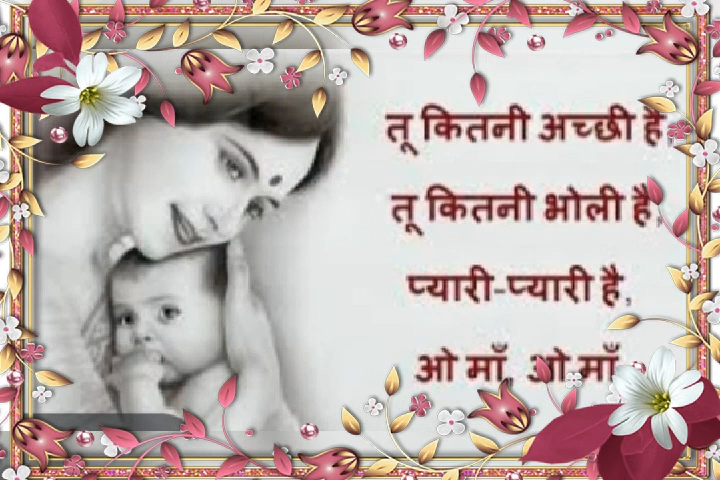 तू कितनी अच्छी है,
तू कितनी भोली है,
प्यारी-प्यारी है,
ओ माँ, ओ माँ